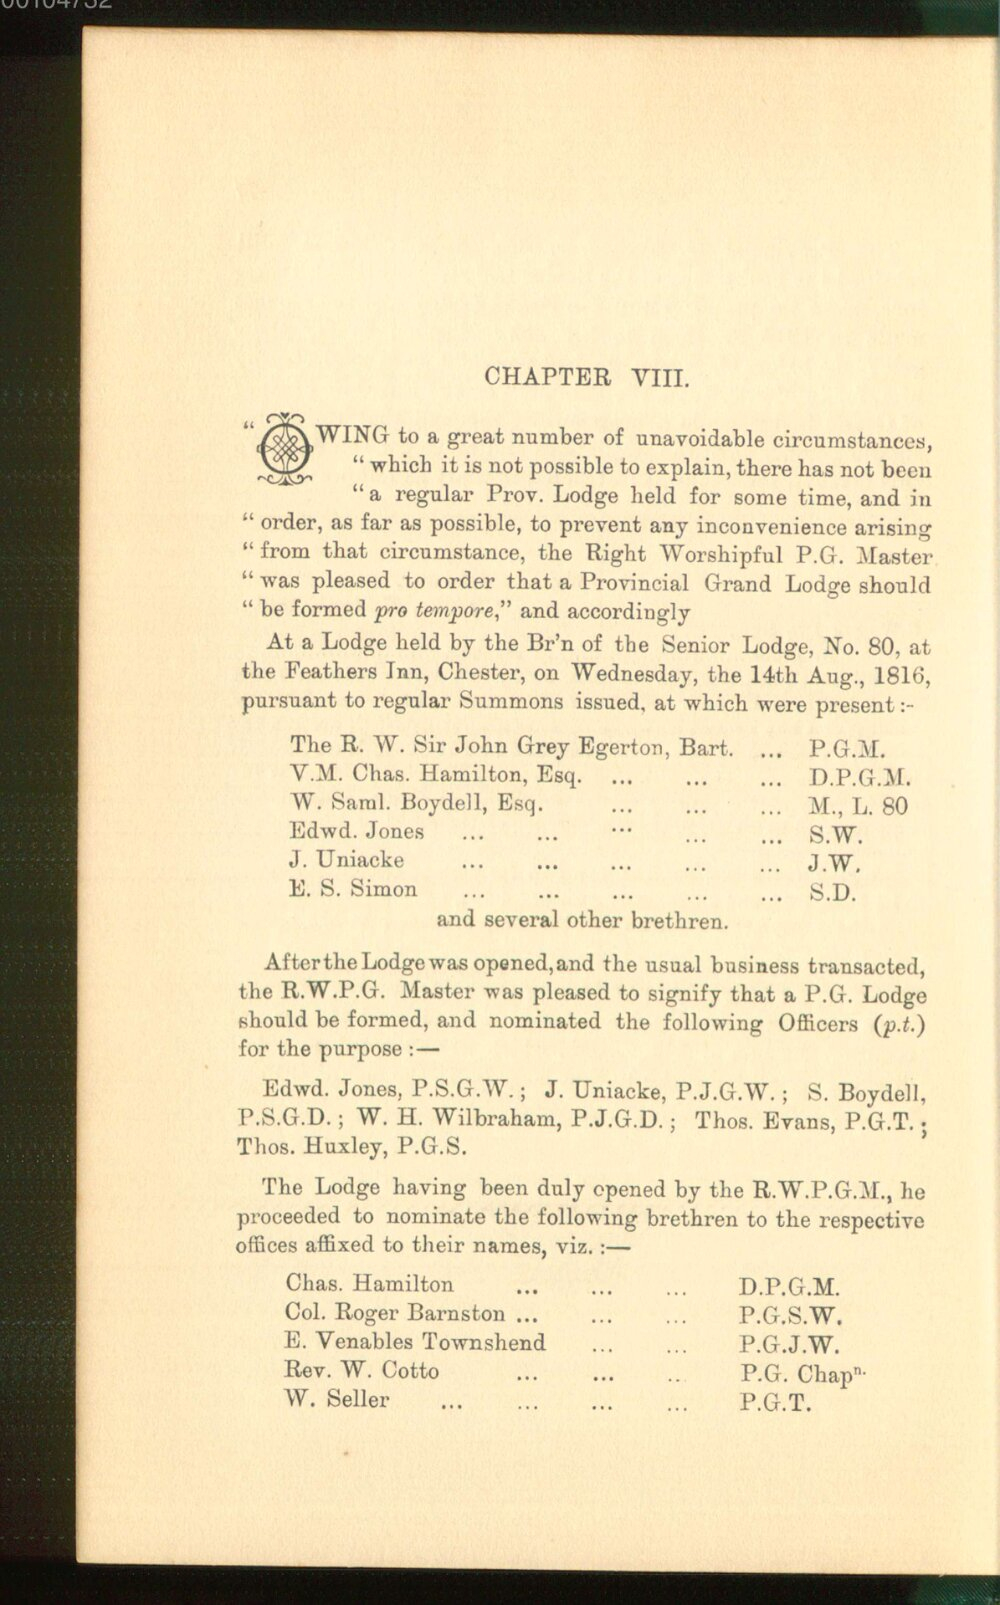 CHAPTER VIII.
"OWING to a great number of unavoidable circumstances,
"which it is not possible to explain, there has not been
"a regular Prov. Lodge held for some time, and in
"order, as far as possible, to prevent any inconvenience arising
"from that circumstance, the Right Worshipful P.G. Master
"was pleased to order that a Provincial Grand Lodge should
"be formed pro tempore," and accordingly
At a Lodge held by the Br'n of the Senior Lodge, No. 80, at
the Feathers Inn, Chester, on Wednesday, the 14th Aug., 1816,
pursuant to regular Summons issued, at which were present :-
The R. W. Sir John Grey Egerton, Bart. ... P.G.M.
V.M. Chas. Hamilton, Esq. ... ... ... D.P.G.M.
W. Saml. Boydell, Esq. ... ... ... M., L. 80
Edwd. Jones ... ... ... ... ... S.W.
J. Uniacke ... ... ... ... ... J.W.
E. S. Simon ... ... ... ... ... S.D.
and several other brethren.
After the Lodge was opened, and the usual business transacted,
the R.W.P.G. Master was pleased to signify that a P.G. Lodge
should be formed, and nominated the following Officers (p.t.)
for the purpose :—
Edwd. Jones, P.S.G.W. ; J. Uniacke, P.J.G.W. ; S. Boydell,
P.S.G.D. ; W. H. Wilbraham, P.J.G.D. ; Thos. Evans, P.G.T. ;
Thos. Huxley, P.G.S.
The Lodge having been duly opened by the R.W.P.G.M., he
proceeded to nominate the following brethren to the respective
offices affixed to their names, viz. :—
Chas. Hamilton ... ... ... D.P.G.M.
Col. Roger Barnston ... ... ... P.G.S.W.
E. Venables Townshend ... ... P.G.J.W.
Rev. W. Cotto ... ... ... P.G. Chapn.
W. Seller ... ... ... ... P.G.T.